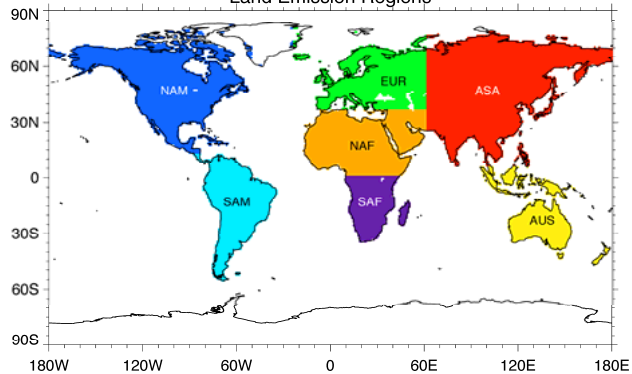 Land Emission Regions
90N
60N
30N
0
30S
60S
90S
NAM
EUR
ASA
NAF
SAM
SAF
AUS
180W 120W 60W 0 60E 120E 180E